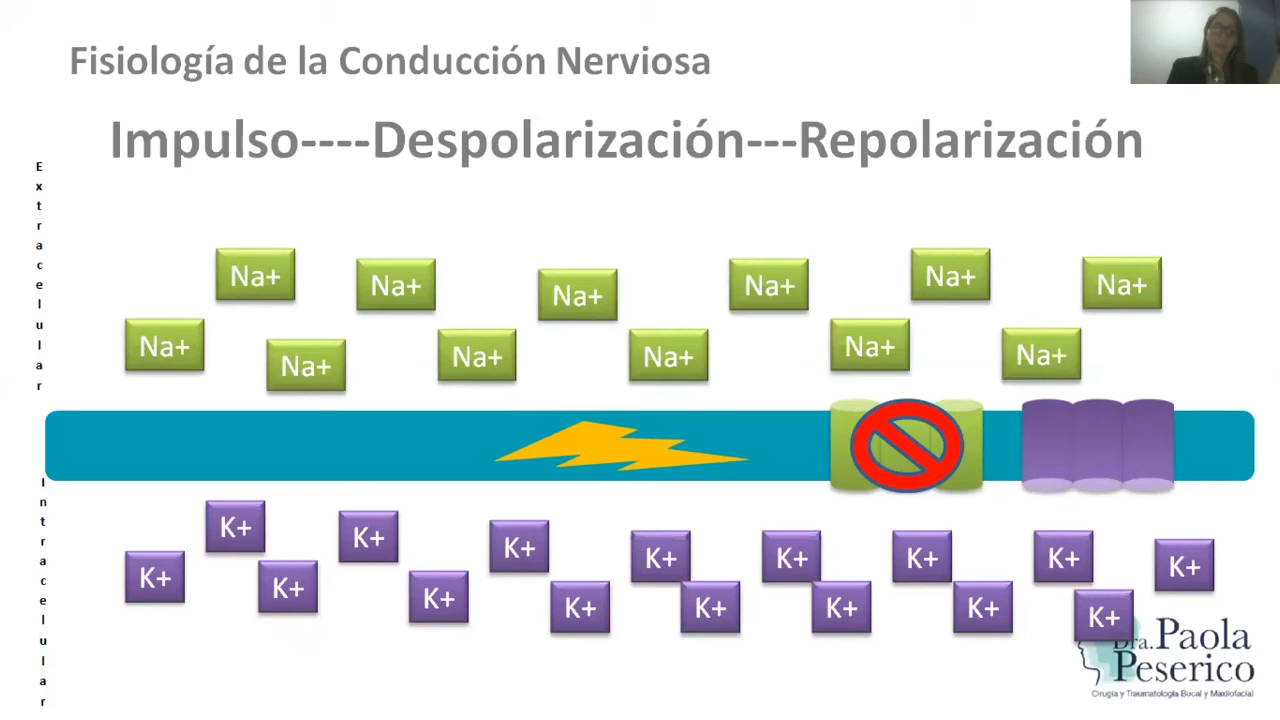 Fisiología de la Conducción Nerviosa
Impulso----Despolarización---Repolarización
Extracelular
Na+ Na+ Na+ Na+ Na+ Na+
Na+ Na+ Na+ Na+ Na+ Na+
Intracelular
K+ K+ K+ K+ K+ K+ K+ K+
K+ K+ K+ K+ K+ K+ K+ K+
Dra. Paola
Peserico
Cirugía y Traumatología Bucal y Maxilofacial